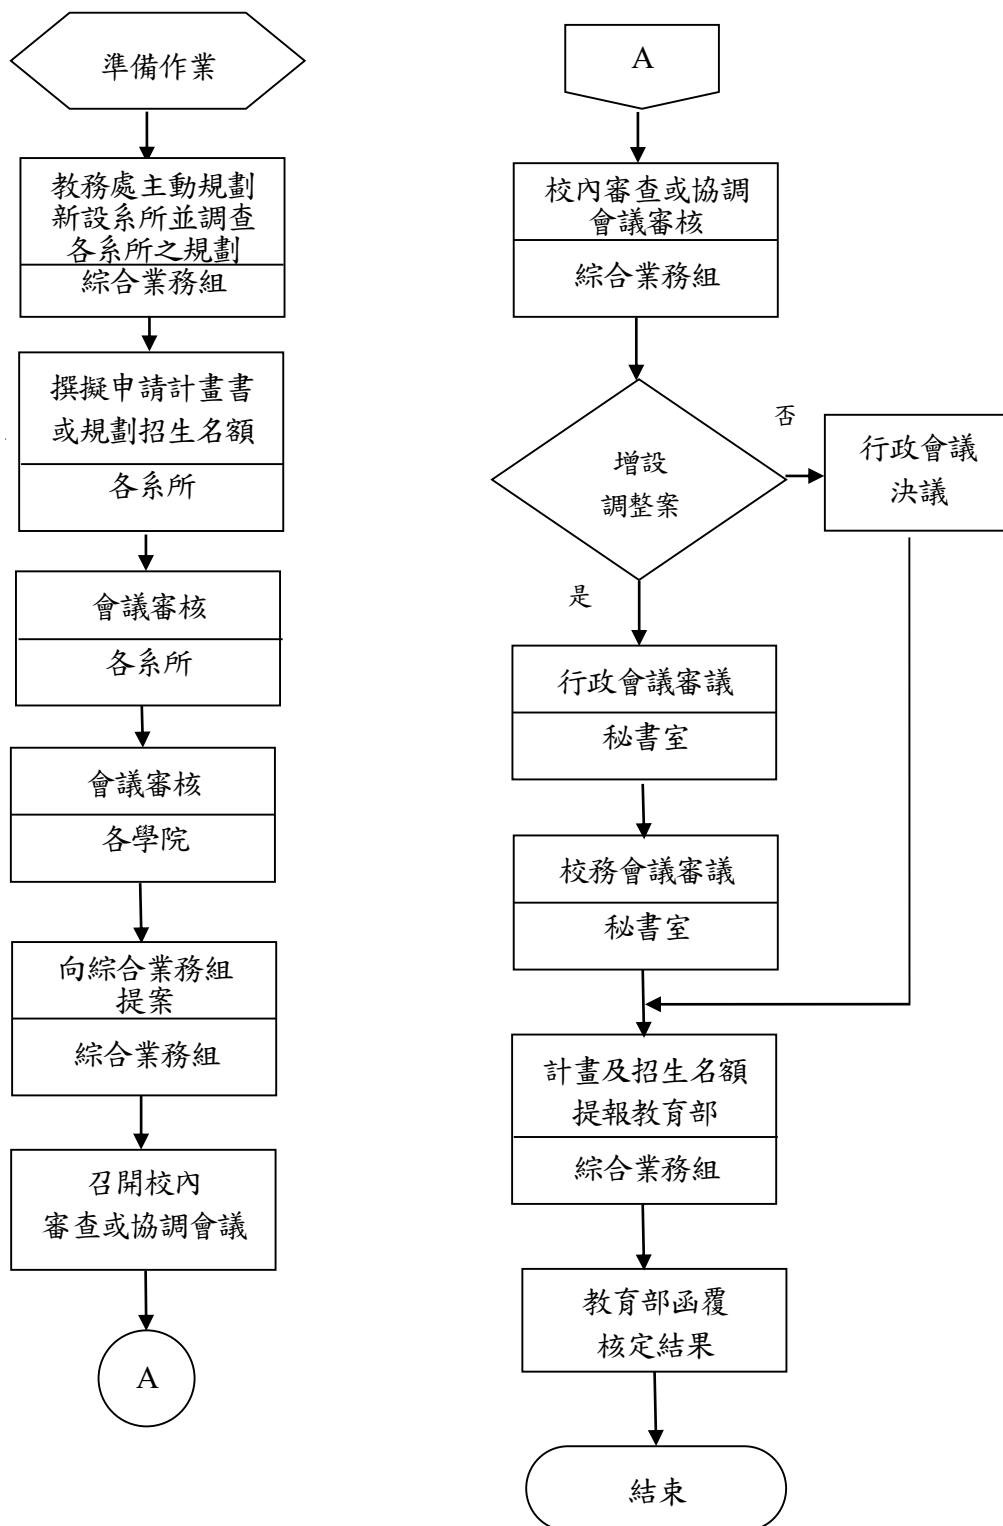 準備作業
教務處主動規劃
新設系所並調查
各系所之規劃
綜合業務組
撰擬申請計畫書
或規劃招生名額
各系所
會議審核
各系所
會議審核
各學院
向綜合業務組
提案
綜合業務組
召開校內
審查或協調會議
A
A
校內審查或協調
會議審核
綜合業務組
增設
調整案
否
行政會議
決議
是
行政會議審議
秘書室
校務會議審議
秘書室
計畫及招生名額
提報教育部
綜合業務組
教育部函覆
核定結果
結束